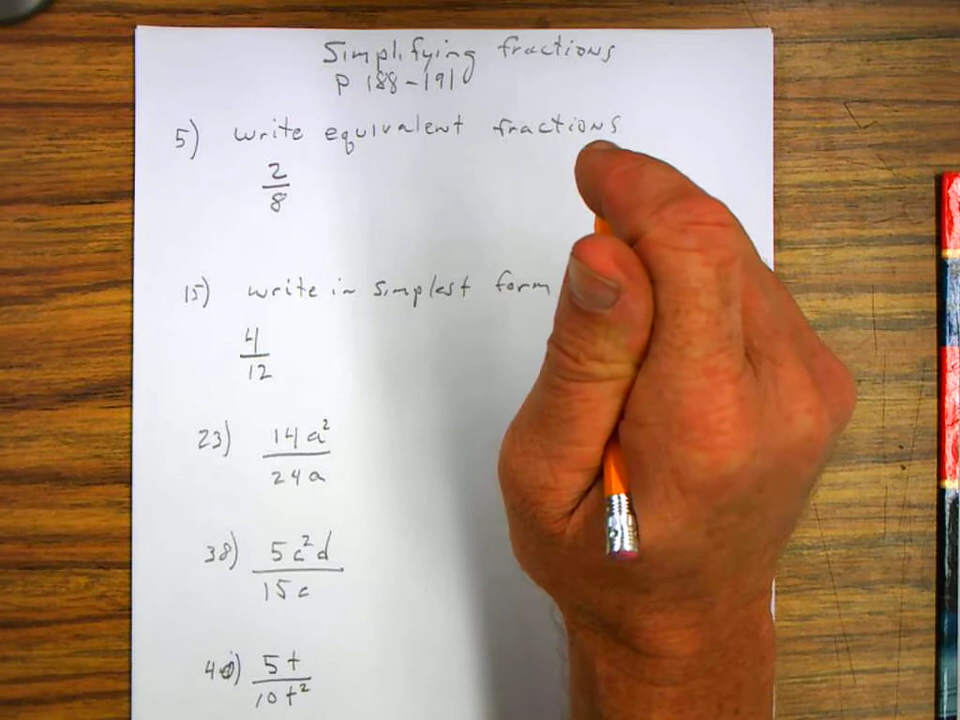 Simplifying fractions
P 188-191
5) write equivalent fractions
2/8
15) write in simplest form
4/12
23) 14a²/24a
38) 5c²d/15c
40) 5t/10t²